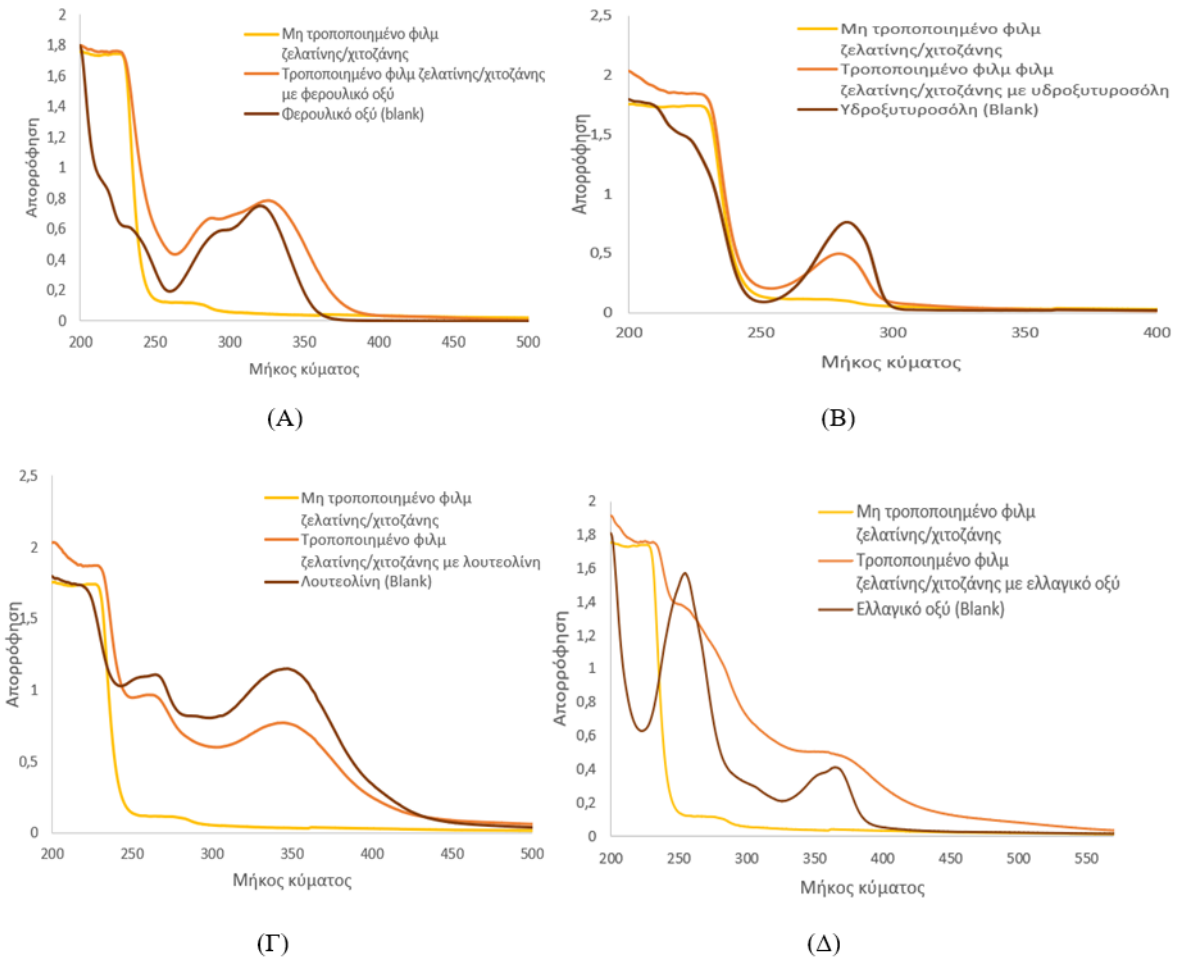 2
1,8
1,6
1,4
1,2
1
0,8
0,6
0,4
0,2
0
Απορρόφηση
200 250 300 350 400 450 500
Μήκος κύματος
Μη τροποποιημένο φιλμ
ζελατίνης/χιτοζάνης
Τροποποιημένο φιλμ ζελατίνης/χιτοζάνης
με φερουλικό οξύ
Φερουλικό οξύ (blank)
(Α)
2,5
2
1,5
1
0,5
0
Απορρόφηση
200 250 300 350 400
Μήκος κύματος
Μη τροποποιημένο φιλμ
ζελατίνης/χιτοζάνης
Τροποποιημένο φιλμ φιλμ
ζελατίνης/χιτοζάνης με υδροξυτυροσόλη
Υδροξυτυροσόλη (Blank)
(Β)
2,5
2
1,5
1
0,5
0
Απορρόφηση
200 250 300 350 400 450 500
Μήκος κύματος
Μη τροποποιημένο φιλμ
ζελατίνης/χιτοζάνης
Τροποποιημένο φιλμ
ζελατίνης/χιτοζάνης με λουτεολίνη
Λουτεολίνη (Blank)
(Γ)
2
1,8
1,6
1,4
1,2
1
0,8
0,6
0,4
0,2
0
Απορρόφηση
200 250 300 350 400 450 500 550
Μήκος κύματος
Μη τροποποιημένο φιλμ
ζελατίνης/χιτοζάνης
Τροποποιημένο φιλμ
ζελατίνης/χιτοζάνης με ελλαγικό οξύ
Ελλαγικό οξύ (Blank)
(Δ)